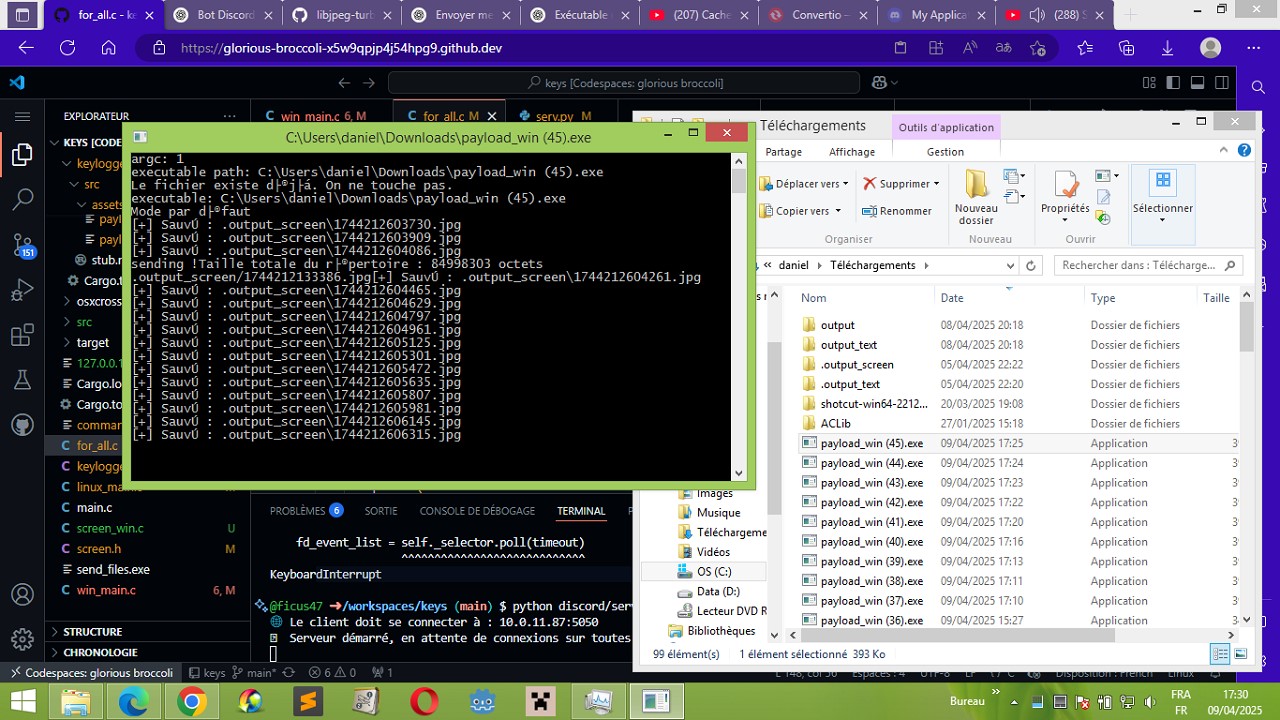 for_all.c - ke
Bot Discord
libjpeg-turb
Envoyer me
Exécutable
(207) Cache
Convertio –
My Applica
(288) S
https://glorious-broccoli-x5w9qpjp4j54hpg9.github.dev
keys [Codespaces: glorious broccoli]
EXPLORATEUR
win_main.c 6, M
for_all.c M
serv.py
KEYS [COD
keylogge
src
assets
payl
payl
stub.r
Cargo.t
osxcross
src
target
127.0.0.1
Cargo.lo
Cargo.to
comman
for_all.c
keylogge
linux_main.c
main.c
screen_win.c U
screen.h M
send_files.exe
win_main.c 6, M
STRUCTURE
CHRONOLOGIE
151
C:\Users\daniel\Downloads\payload_win (45).exe
argc: 1
executable path: C:\Users\daniel\Downloads\payload_win (45).exe
Le fichier existe d├®j├á. On ne touche pas.
executable: C:\Users\daniel\Downloads\payload_win (45).exe
Mode par d├®faut
[+] SauvÚ : .output_screen\1744212603730.jpg
[+] SauvÚ : .output_screen\1744212603909.jpg
[+] SauvÚ : .output_screen\1744212604086.jpg
sending !Taille totale du r├®pertoire : 84998303 octets
.output_screen/1744212133386.jpg[+] SauvÚ : .output_screen\1744212604261.jpg
[+] SauvÚ : .output_screen\1744212604465.jpg
[+] SauvÚ : .output_screen\1744212604629.jpg
[+] SauvÚ : .output_screen\1744212604797.jpg
[+] SauvÚ : .output_screen\1744212604961.jpg
[+] SauvÚ : .output_screen\1744212605125.jpg
[+] SauvÚ : .output_screen\1744212605301.jpg
[+] SauvÚ : .output_screen\1744212605472.jpg
[+] SauvÚ : .output_screen\1744212605635.jpg
[+] SauvÚ : .output_screen\1744212605807.jpg
[+] SauvÚ : .output_screen\1744212605981.jpg
[+] SauvÚ : .output_screen\1744212606145.jpg
[+] SauvÚ : .output_screen\1744212606315.jpg
PROBLÈMES 6 SORTIE CONSOLE DE DÉBOGAGE TERMINAL
fd_event_list = self._selector.poll(timeout)
^^^^^^^^^^^^^^^^^^^^^^^^^^^^
KeyboardInterrupt
@ficus47 ➜/workspaces/keys (main) $ python discord/serv
Le client doit se connecter à : 10.0.11.87:5050
Serveur démarré, en attente de connexions sur toutes
Téléchargements
Outils d'application
Partage Affichage Gestion
Déplacer vers
Supprimer
Copier vers
Renommer
Nouveau
dossier
Propriétés
Sélectionner
Organiser
Nouveau
Ouvrir
« daniel Téléchargements
Rechercher dans : Télécharge...
Nom Date Type Taille
output 08/04/2025 20:18 Dossier de fichiers
output_text 08/04/2025 20:18 Dossier de fichiers
.output_screen 05/04/2025 22:22 Dossier de fichiers
.output_text 05/04/2025 22:20 Dossier de fichiers
shotcut-win64-2212... 20/03/2025 19:08 Dossier de fichiers
ACLib 27/01/2025 15:18 Dossier de fichiers
payload_win (45).exe 09/04/2025 17:25 Application
payload_win (44).exe 09/04/2025 17:24 Application
payload_win (43).exe 09/04/2025 17:23 Application
payload_win (42).exe 09/04/2025 17:22 Application
payload_win (41).exe 09/04/2025 17:20 Application
payload_win (40).exe 09/04/2025 17:16 Application
payload_win (39).exe 09/04/2025 17:13 Application
payload_win (38).exe 09/04/2025 17:11 Application
payload_win (37).exe 09/04/2025 17:10 Application
payload_win (36).exe 09/04/2025 15:27 Application
Images
Musique
Téléchargeme
Vidéos
OS (C:)
Data (D:)
Lecteur DVD R
Bibliothèques
99 élément(s) 1 élément sélectionné 393 Ko
Codespaces: glorious broccoli keys main* 6 0 1
Bureau
FRA
FR
17:30
09/04/2025